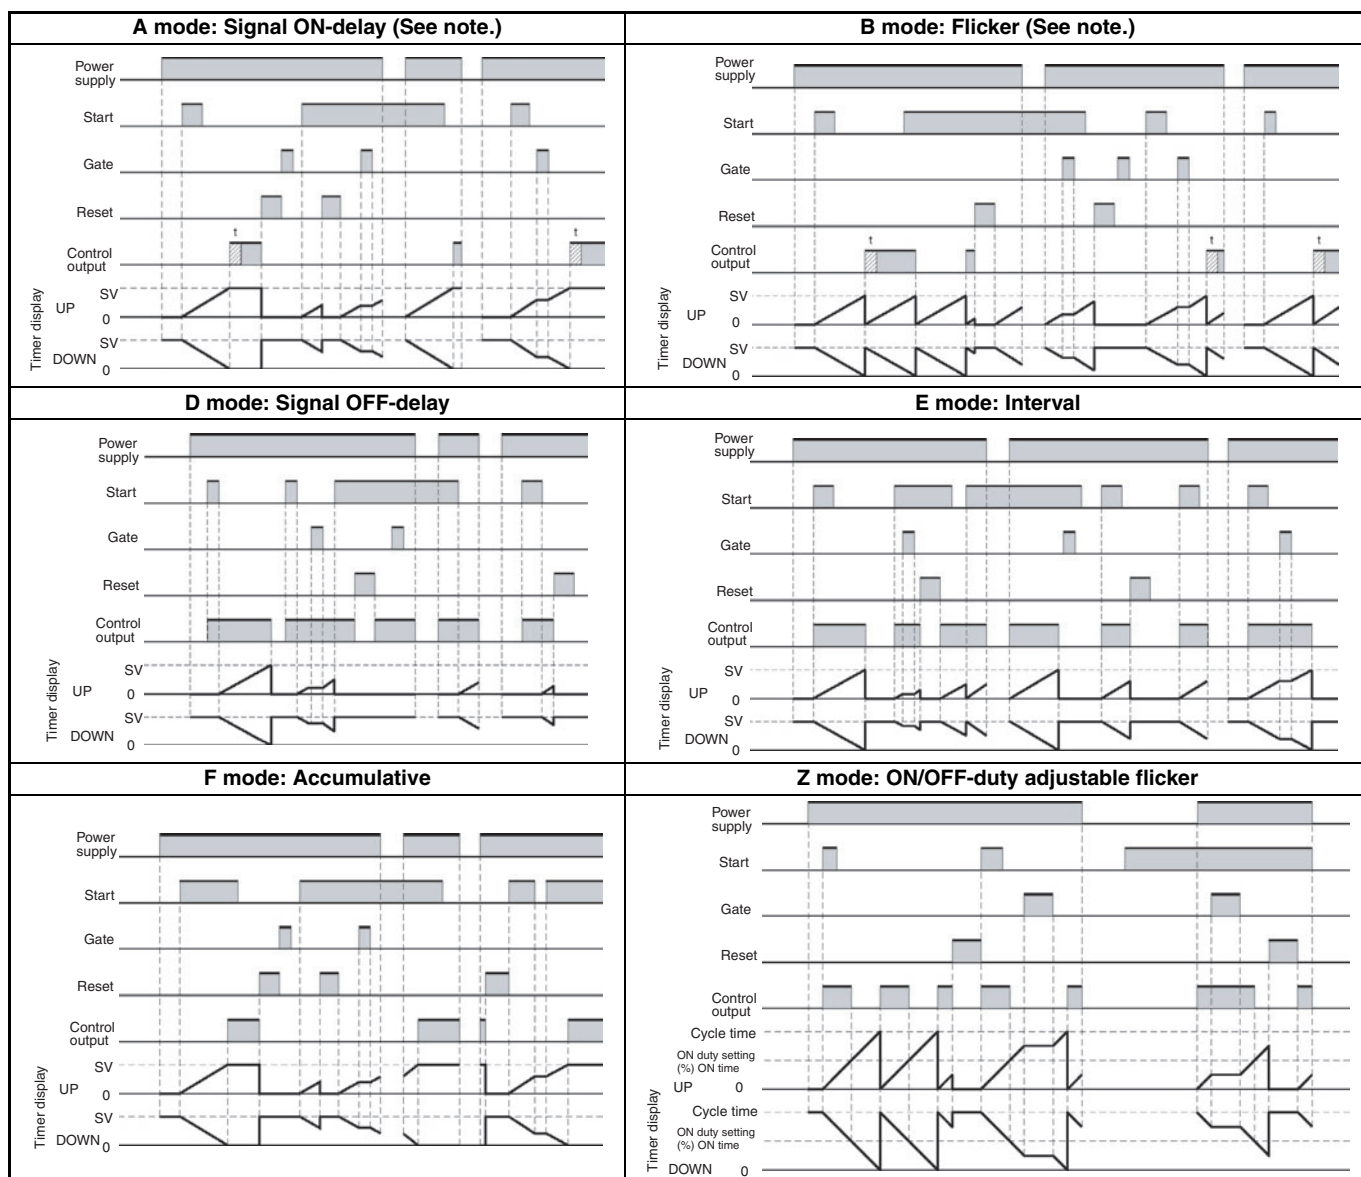 A mode: Signal ON-delay (See note.)
Power
supply
Start
Gate
Reset
Control
output
t
t
Timer display
UP
SV
0
DOWN
SV
0
B mode: Flicker (See note.)
Power
supply
Start
Gate
Reset
Control
output
t
t
t
Timer display
UP
SV
0
DOWN
SV
0
D mode: Signal OFF-delay
Power
supply
Start
Gate
Reset
Control
output
Timer display
UP
SV
0
DOWN
SV
0
E mode: Interval
Power
supply
Start
Gate
Reset
Control
output
Timer display
UP
SV
0
DOWN
SV
0
F mode: Accumulative
Power
supply
Start
Gate
Reset
Control
output
Timer display
UP
SV
0
DOWN
SV
0
Z mode: ON/OFF-duty adjustable flicker
Power
supply
Start
Gate
Reset
Control
output
Timer display
Cycle time
ON duty setting
(%) ON time
UP 0
Cycle time
ON duty setting
(%) ON time
DOWN 0